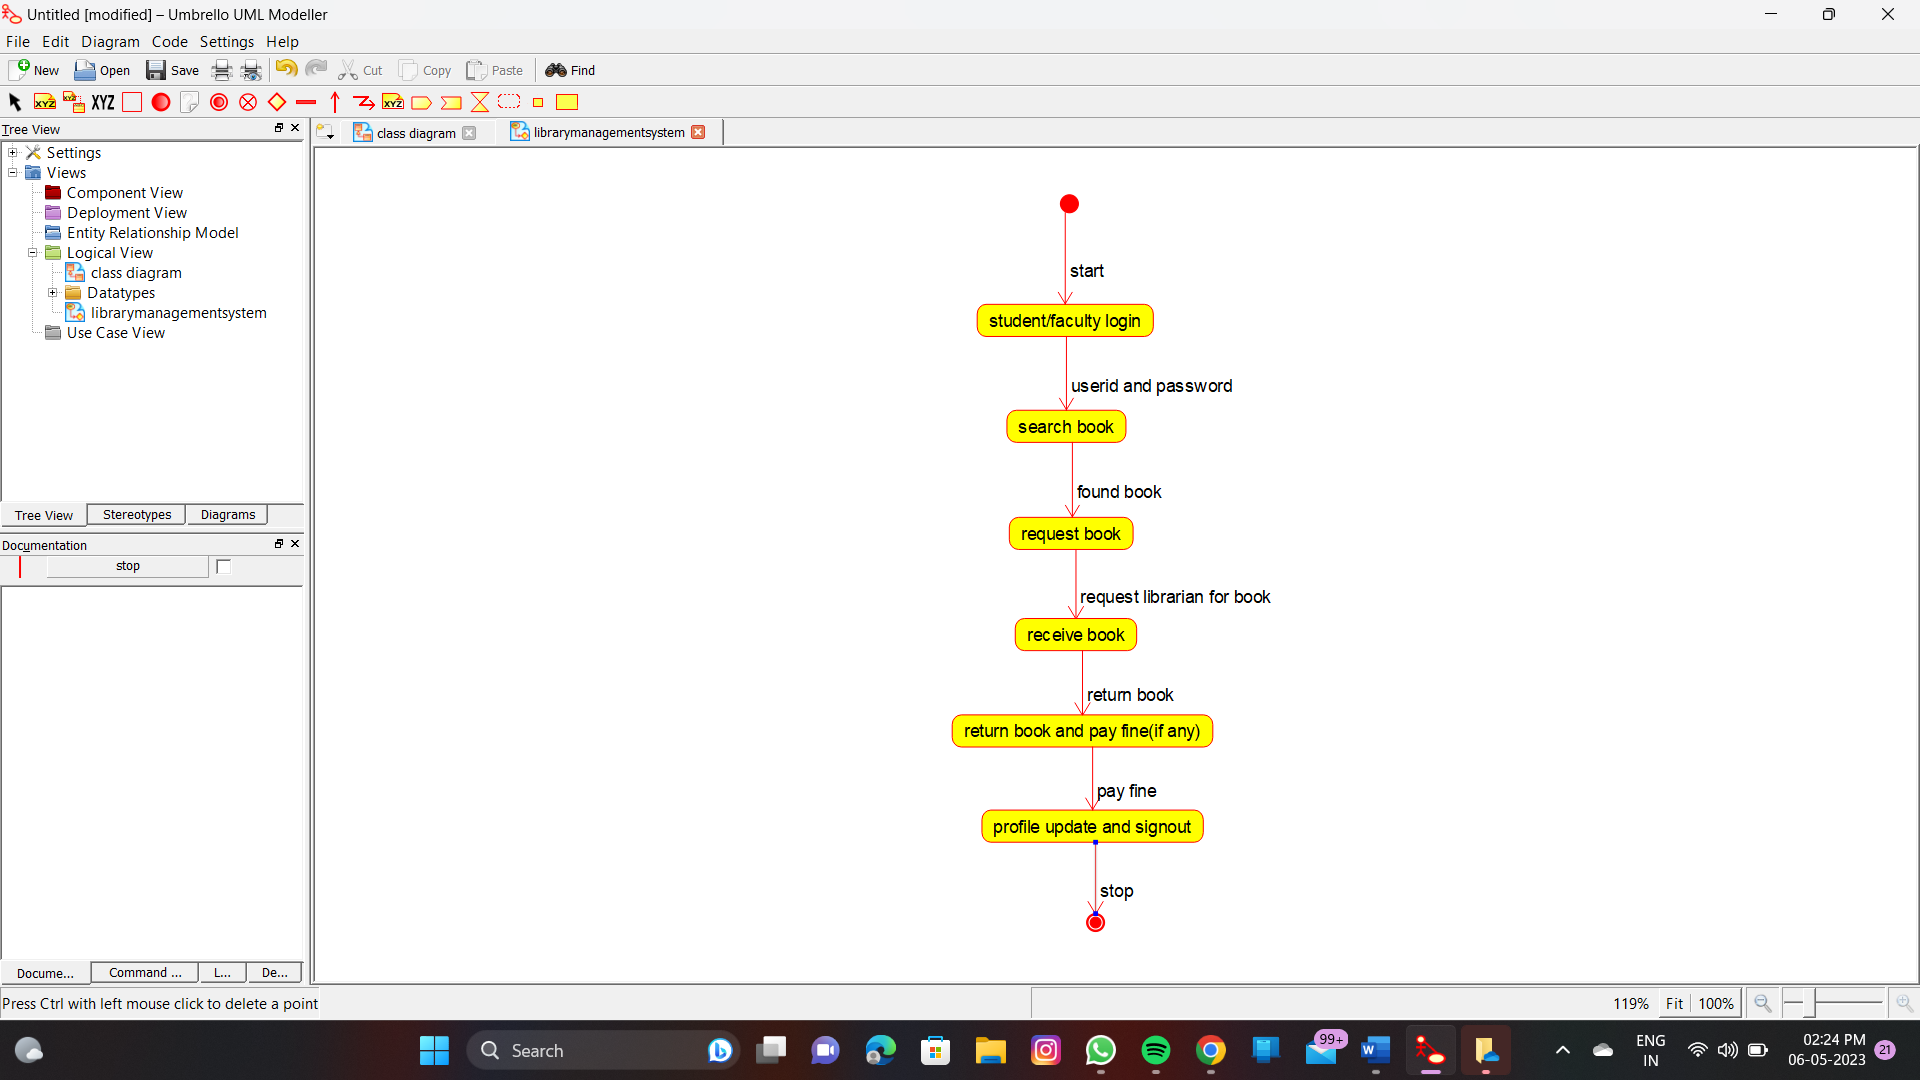 Untitled [modified] – Umbrello UML Modeller
File Edit Diagram Code Settings Help
New Open Save Cut Copy Paste Find
XYZ XYZ XYZ XYZ
Tree View
class diagram librarymanagementsystem
Settings
Views
Component View
Deployment View
Entity Relationship Model
Logical View
class diagram
Datatypes
librarymanagementsystem
Use Case View
Tree View Stereotypes Diagrams
Documentation
stop
start
student/faculty login
userid and password
search book
found book
request book
request librarian for book
receive book
return book
return book and pay fine(if any)
pay fine
profile update and signout
stop
Docume... Command ... L... De...
Press Ctrl with left mouse click to delete a point
119% Fit 100%
Search
99+
ENG
IN
02:24 PM
06-05-2023
21